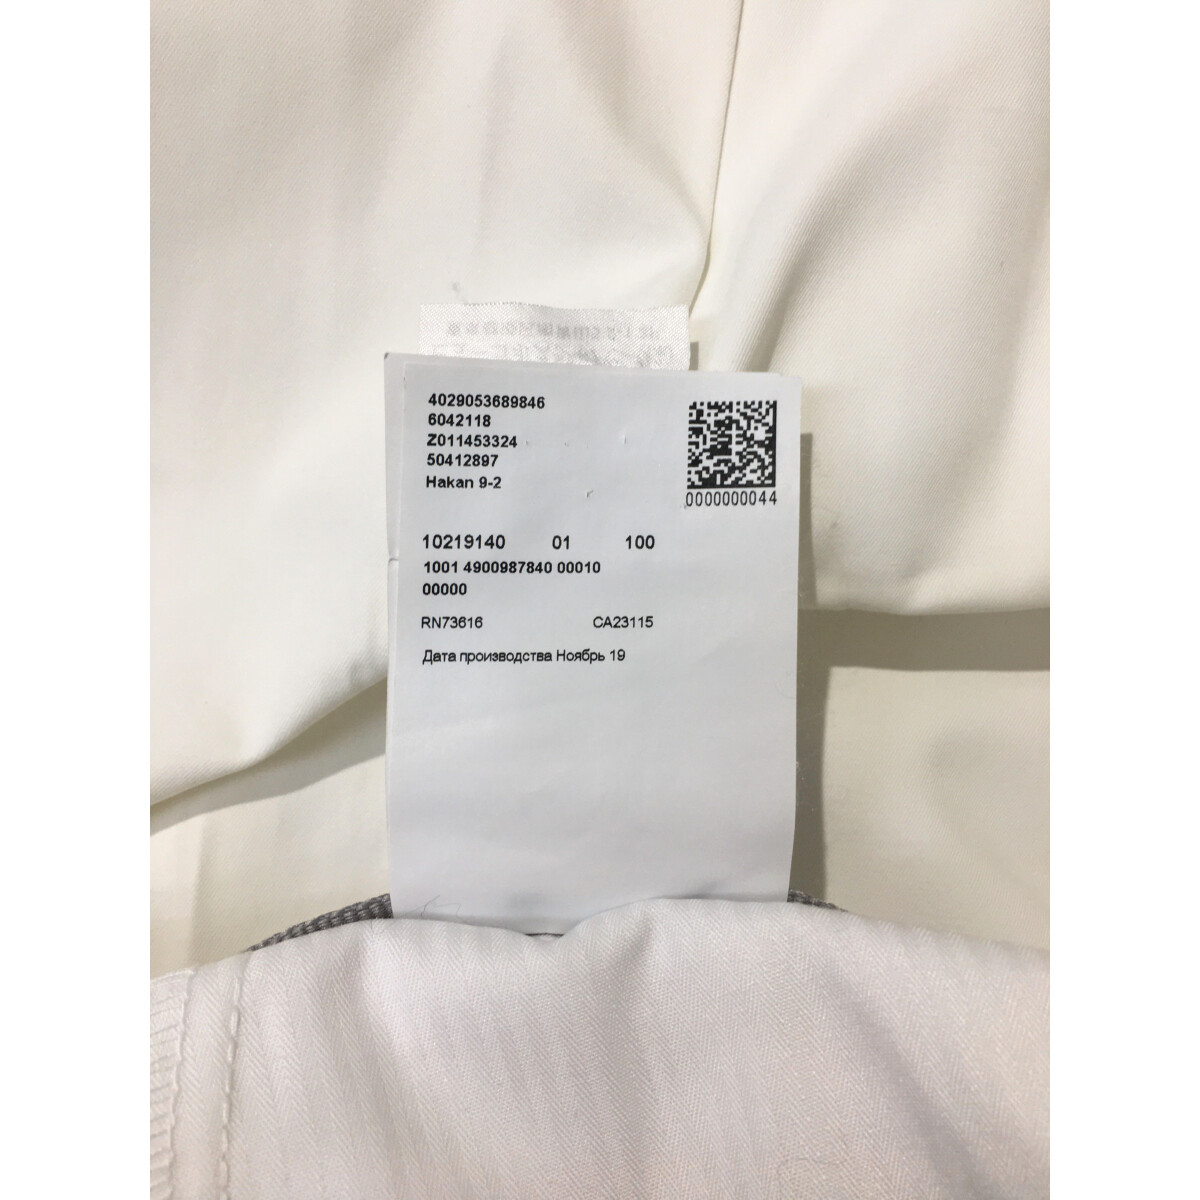 4029053689846
6042118
Z011453324
50412897
Hakan 9-2
0000000044
10219140 01 100
1001 4900987840 00010
00000
RN73616 CA23115
Дата производства Ноябрь 19